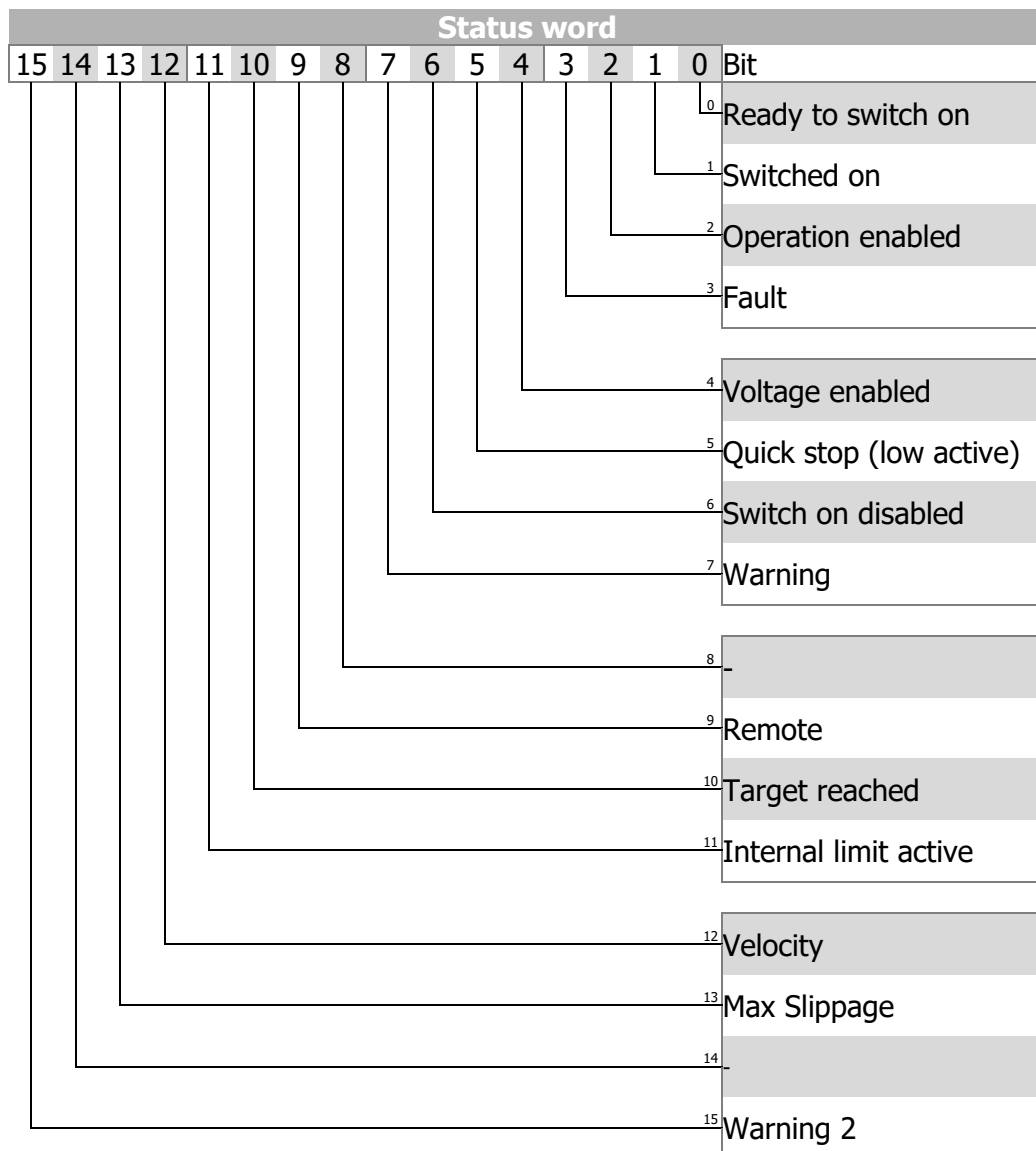 Status word
15 14 13 12 11 10 9 8 7 6 5 4 3 2 1 0 Bit
0 Ready to switch on
1 Switched on
2 Operation enabled
3 Fault
4 Voltage enabled
5 Quick stop (low active)
6 Switch on disabled
7 Warning
8 -
9 Remote
10 Target reached
11 Internal limit active
12 Velocity
13 Max Slippage
14 -
15 Warning 2